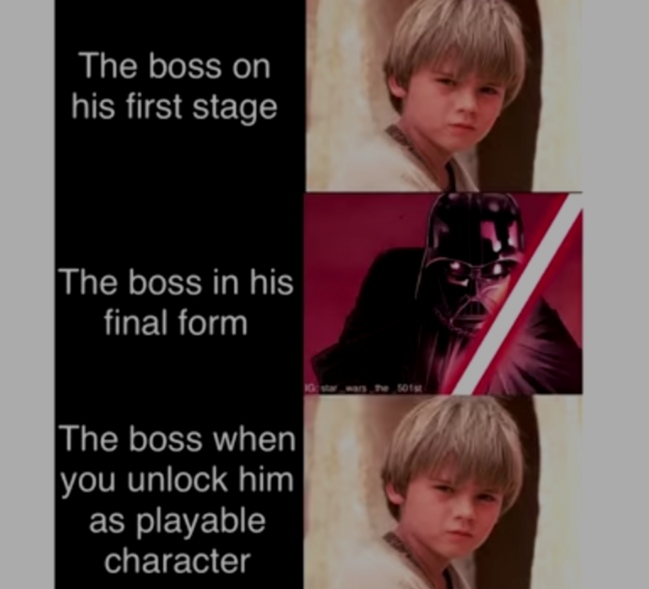 The boss on
his first stage
The boss in his
final form
IG: star_wars_the_501st
The boss when
you unlock him
as playable
character